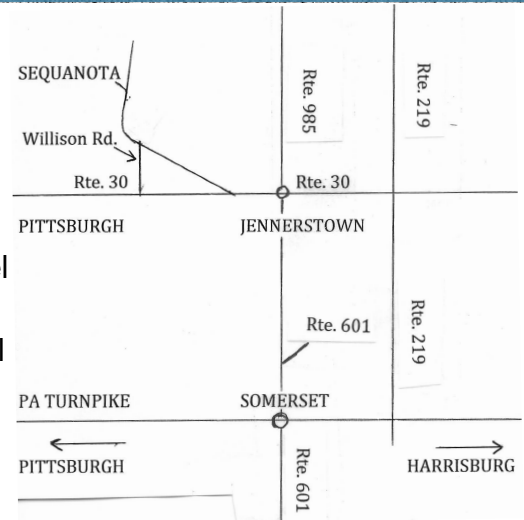 SEQUANOTA
Rte. 985
Rte. 219
Willison Rd.
Rte. 30
Rte. 30
PITTSBURGH
JENNERSTOWN
Rte. 601
Rte. 219
PA TURNPIKE
SOMERSET
PITTSBURGH
Rte. 601
HARRISBURG